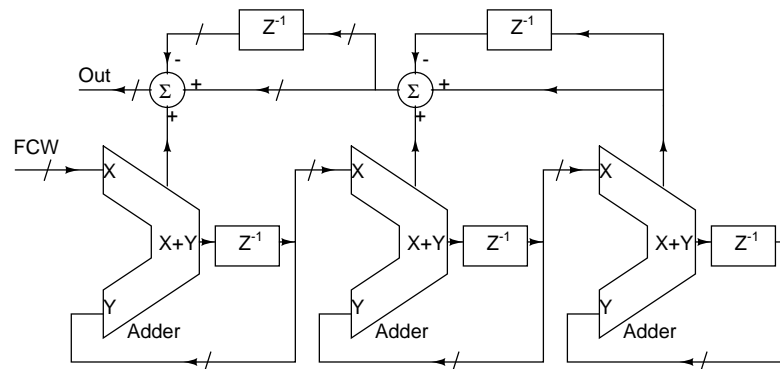 Z⁻¹
Z⁻¹
-
-
Out
Σ
+
Σ
+
+
+
FCW
X
X
X
X+Y
Z⁻¹
X+Y
Z⁻¹
X+Y
Z⁻¹
Y
Y
Y
Adder
Adder
Adder